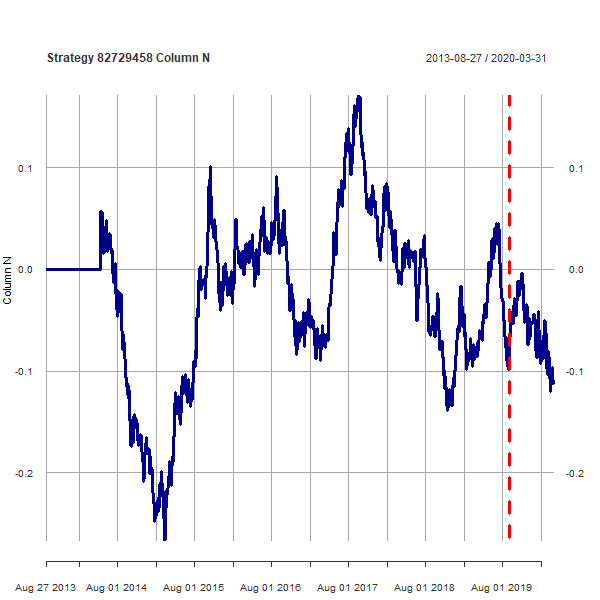 Strategy 82729458 Column N 2013-08-27 / 2020-03-31
0.1 0.1
0.0 0.0
Column N
-0.1 -0.1
-0.2 -0.2
Aug 27 2013 Aug 01 2014 Aug 01 2015 Aug 01 2016 Aug 01 2017 Aug 01 2018 Aug 01 2019